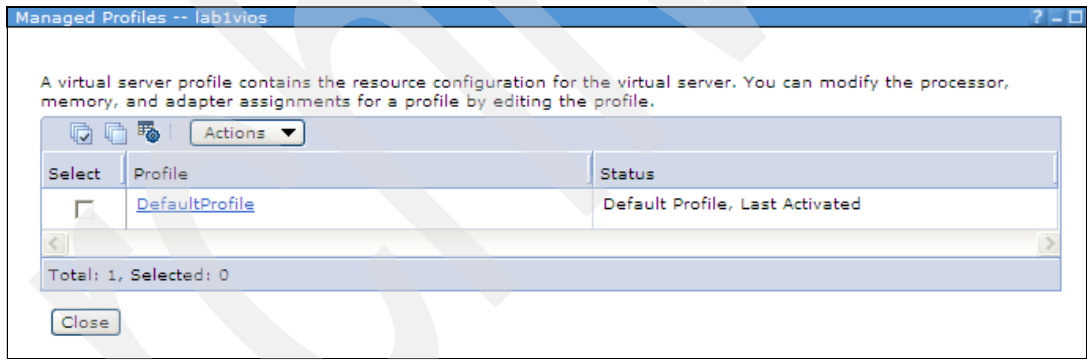 Managed Profiles -- lab1vios ?
A virtual server profile contains the resource configuration for the virtual server. You can modify the processor,
memory, and adapter assignments for a profile by editing the profile.
Actions
Select Profile Status
DefaultProfile Default Profile, Last Activated
Total: 1, Selected: 0
Close